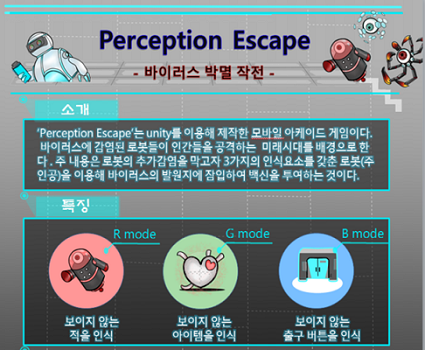 Perception Escape
- 바이러스 박멸 작전 -
소개
'Perception Escape'는 unity를 이용해 제작한 모바일 아케이드 게임이다.
바이러스에 감염된 로봇들이 인간들을 공격하는 미래시대를 배경으로 한
다 . 주 내용은 로봇의 추가감염을 막고자 3가지의 인식요소를 갖춘 로봇(주
인공)을 이용해 바이러스의 발원지에 잠입하여 백신을 투여하는 것이다.
특징
R mode
G mode
B mode
보이지 않는
적을 인식
보이지 않는
아이템을 인식
보이지 않는
출구 버튼을 인식